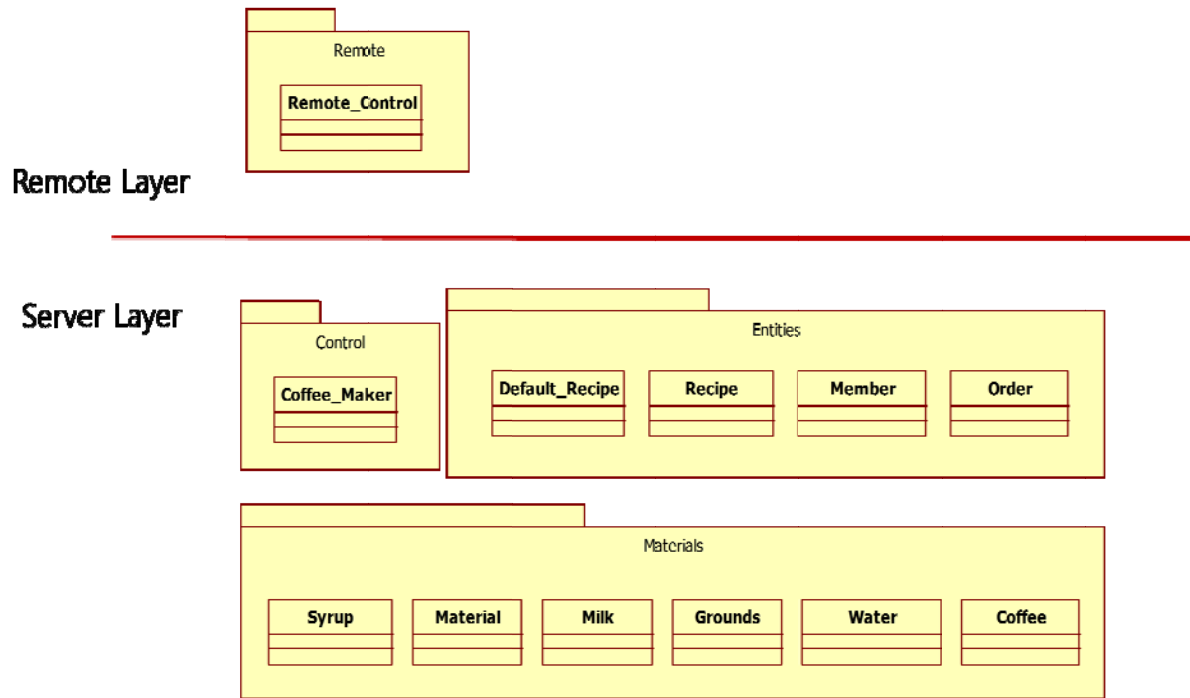 Remote
Remote_Control
Remote Layer
Server Layer
Control
Coffee_Maker
Entities
Default_Recipe
Recipe
Member
Order
Materials
Syrup
Material
Milk
Grounds
Water
Coffee